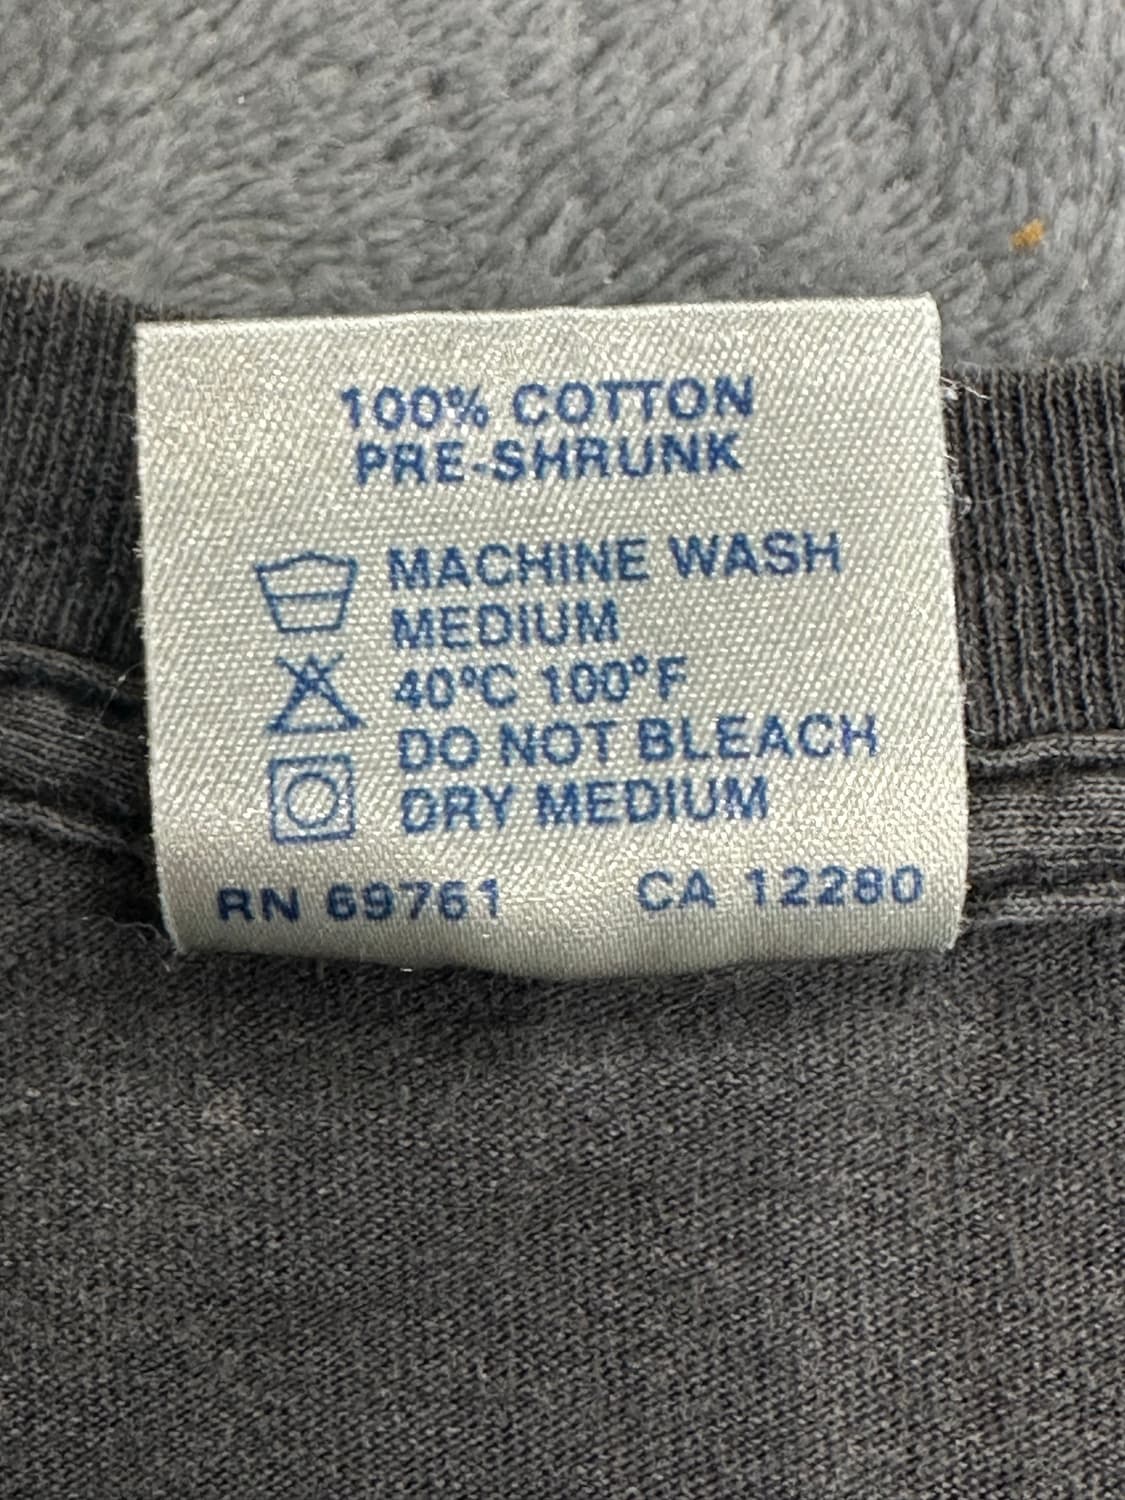 100% COTTON
PRE-SHRUNK
MACHINE WASH
MEDIUM
40°C 100°F
DO NOT BLEACH
DRY MEDIUM
RN 69761 CA 12280